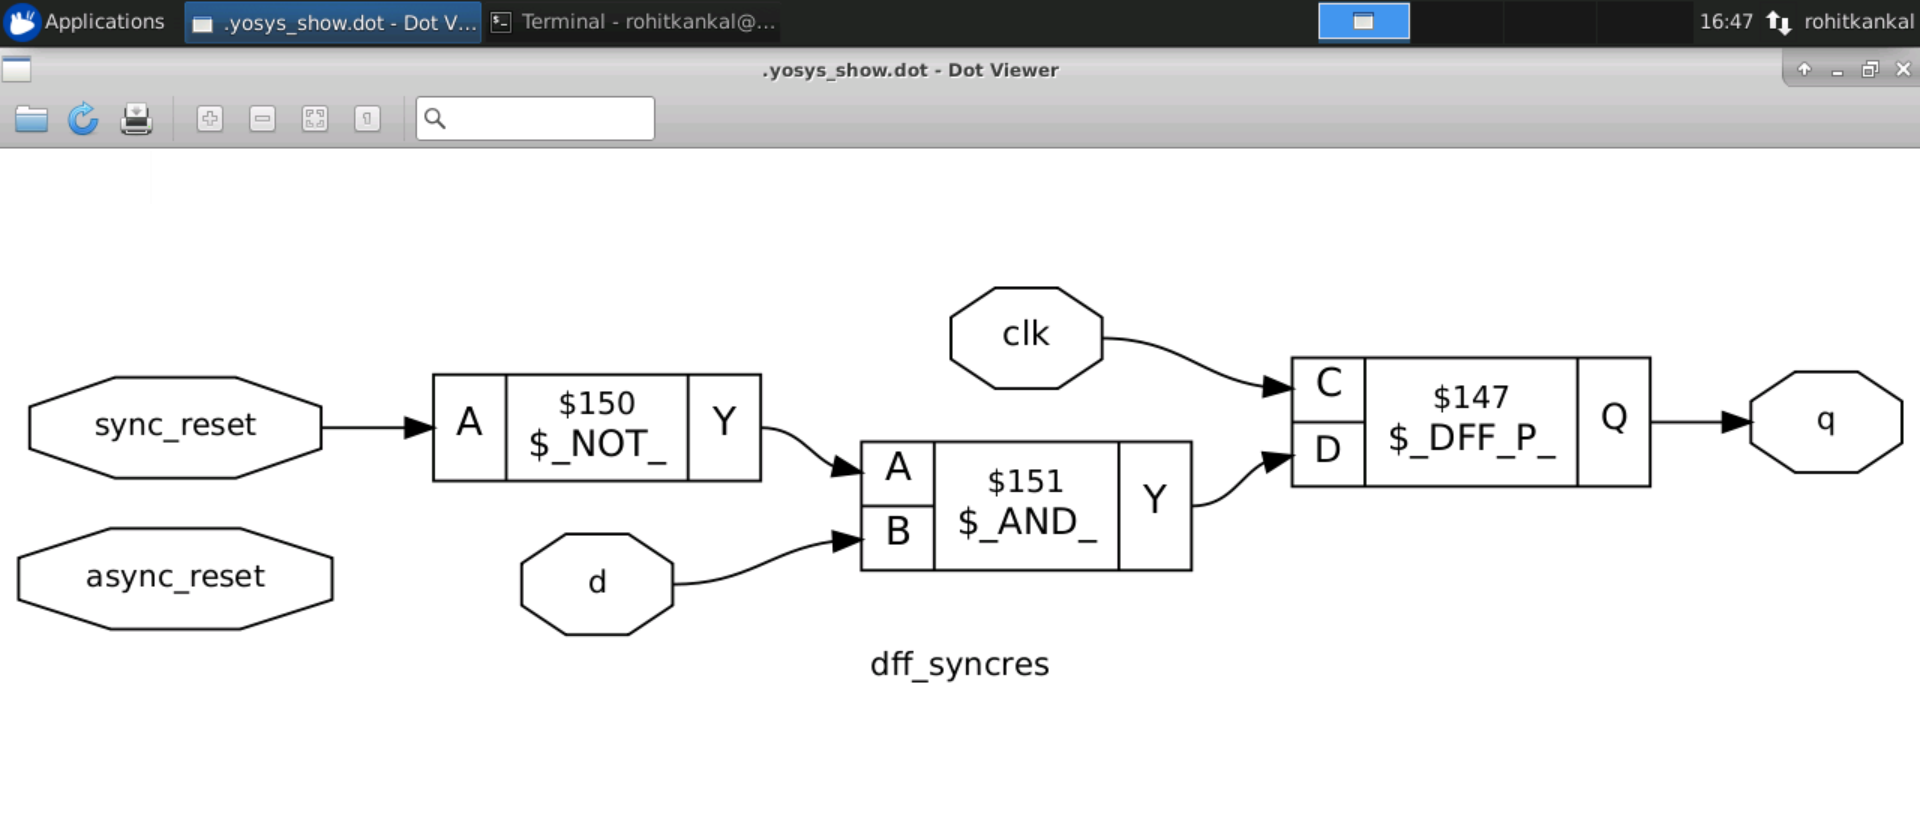 Applications
.yosys_show.dot - Dot V...
Terminal - rohitkankal@...
16:47
rohitkankal
.yosys_show.dot - Dot Viewer
clk
sync_reset
A
$150
$_NOT_
Y
C
D
$147
$_DFF_P_
Q
q
A
B
$151
$_AND_
Y
async_reset
d
dff_syncres